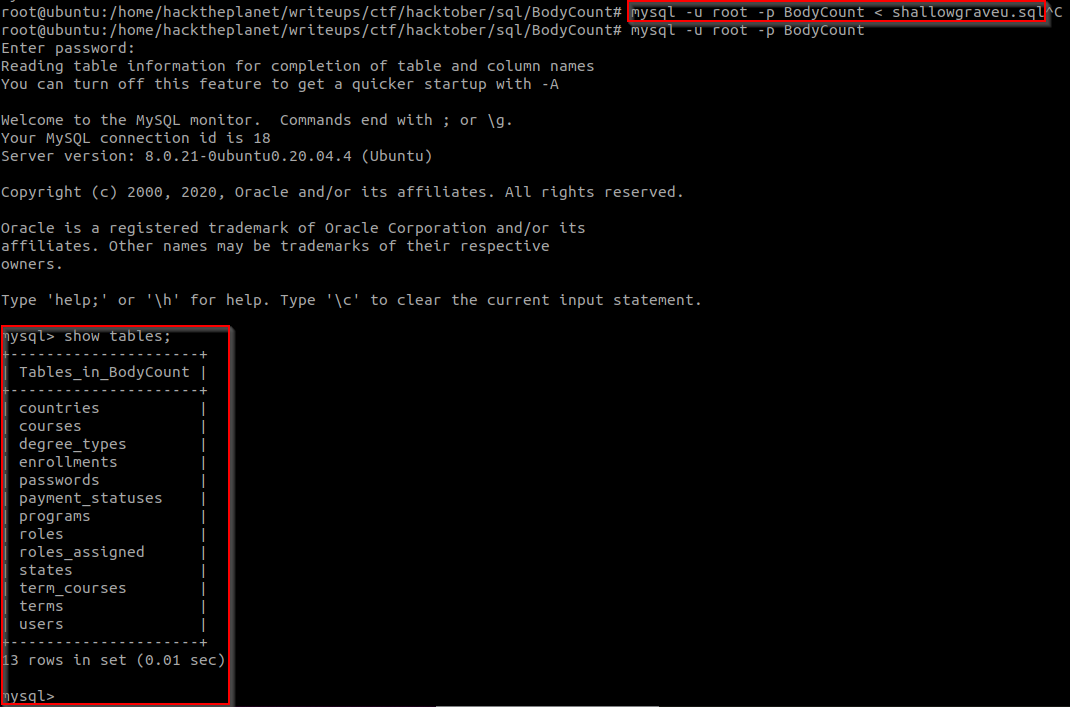 root@ubuntu:/home/hacktheplanet/writeups/ctf/hacktober/sql/BodyCount# mysql -u root -p BodyCount < shallowgraveu.sql^C
root@ubuntu:/home/hacktheplanet/writeups/ctf/hacktober/sql/BodyCount# mysql -u root -p BodyCount
Enter password:
Reading table information for completion of table and column names
You can turn off this feature to get a quicker startup with -A
Welcome to the MySQL monitor.  Commands end with ; or \g.
Your MySQL connection id is 18
Server version: 8.0.21-0ubuntu0.20.04.4 (Ubuntu)
Copyright (c) 2000, 2020, Oracle and/or its affiliates. All rights reserved.
Oracle is a registered trademark of Oracle Corporation and/or its
affiliates. Other names may be trademarks of their respective
owners.
Type 'help;' or '\h' for help. Type '\c' to clear the current input statement.
mysql> show tables;
+---------------------+
| Tables_in_BodyCount |
+---------------------+
| countries           |
| courses             |
| degree_types        |
| enrollments         |
| passwords           |
| payment_statuses    |
| programs            |
| roles               |
| roles_assigned      |
| states              |
| term_courses        |
| terms               |
| users               |
+---------------------+
13 rows in set (0.01 sec)
mysql>